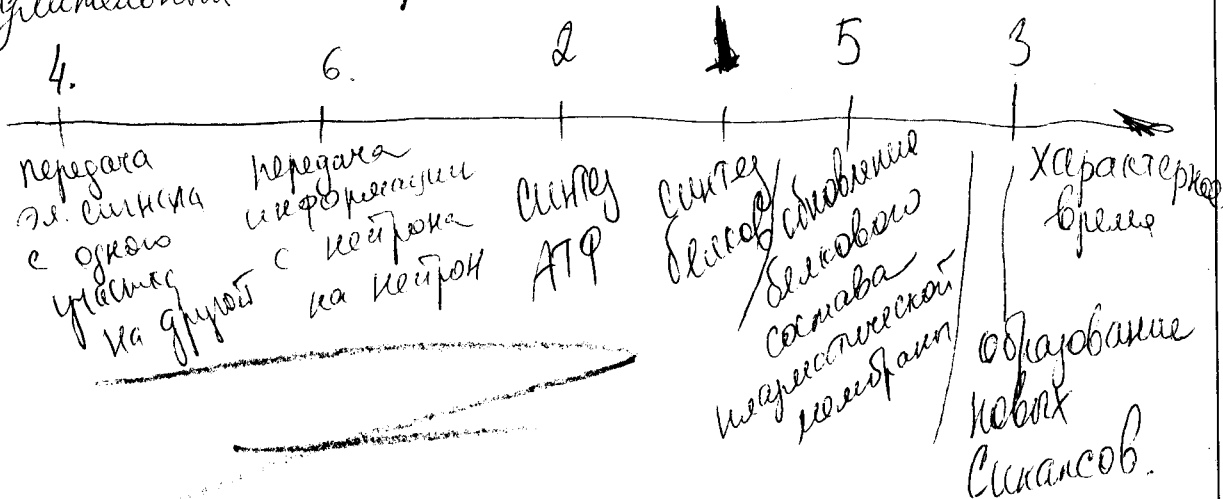 4. 6. 2 1 5 3
передача
эл. сигнала
с одного
участка
на другой
передача
информации
с нейрона
на нейрон
синтез
АТФ
синтез
белков
обновление
белкового
состава
плазматической
мембраны
Характерное
время
образование
новых
Синапсов.